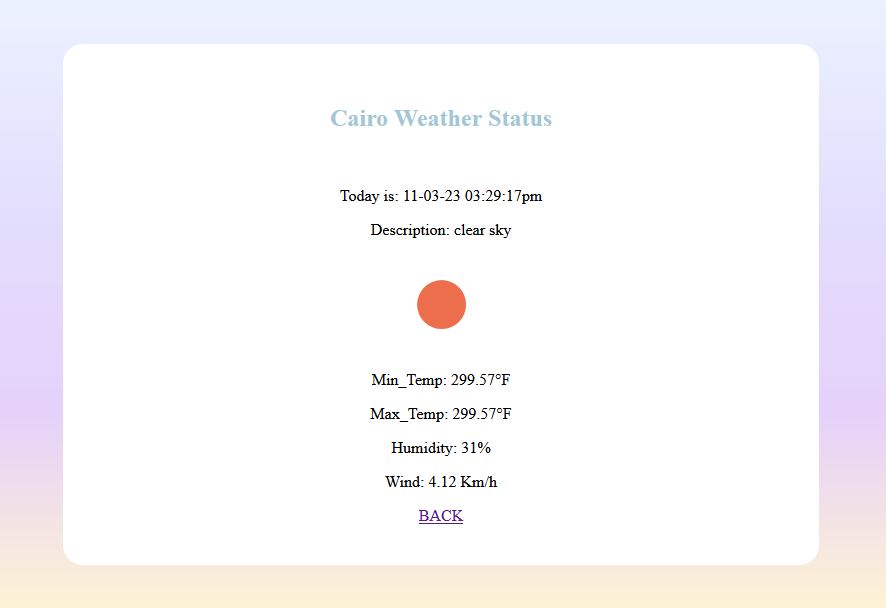 Cairo Weather Status
Today is: 11-03-23 03:29:17pm
Description: clear sky
Min_Temp: 299.57°F
Max_Temp: 299.57°F
Humidity: 31%
Wind: 4.12 Km/h
BACK